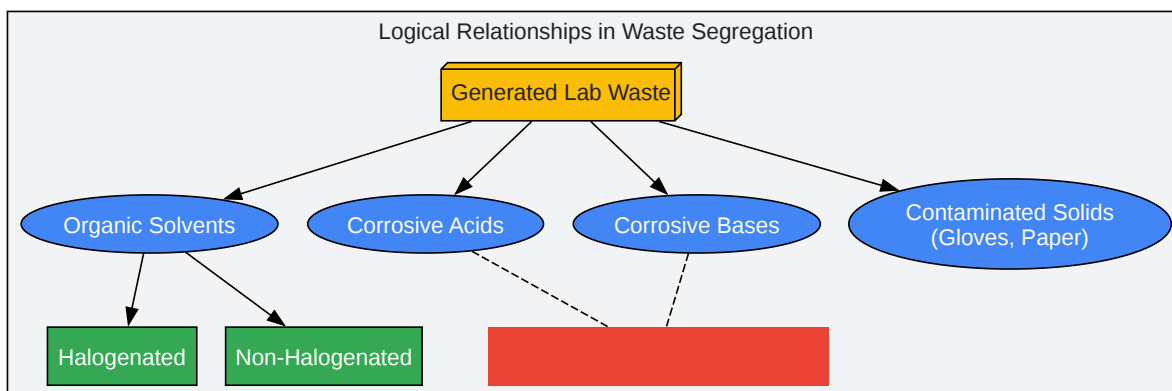 Logical Relationships in Waste Segregation
Generated Lab Waste
Organic Solvents
Corrosive Acids
Corrosive Bases
Contaminated Solids
(Gloves, Paper)
Halogenated
Non-Halogenated